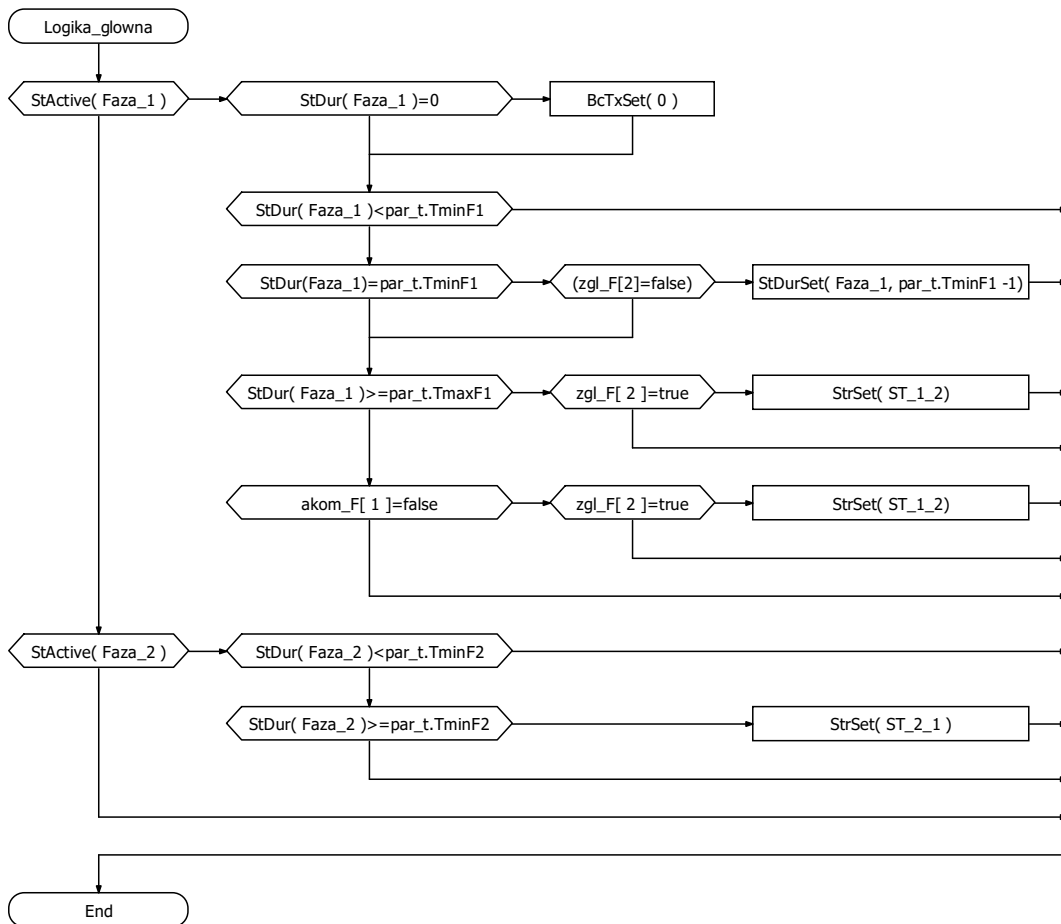 Logika_glowna
StActive( Faza_1 )
StDur( Faza_1 )=0
BcTxSet( 0 )
StDur( Faza_1 )<par_t.TminF1
StDur(Faza_1)=par_t.TminF1
(zgl_F[2]=false)
StDurSet( Faza_1, par_t.TminF1 -1)
StDur( Faza_1 )>=par_t.TmaxF1
zgl_F[ 2 ]=true
StrSet( ST_1_2)
akom_F[ 1 ]=false
zgl_F[ 2 ]=true
StrSet( ST_1_2)
StActive( Faza_2 )
StDur( Faza_2 )<par_t.TminF2
StDur( Faza_2 )>=par_t.TminF2
StrSet( ST_2_1 )
End